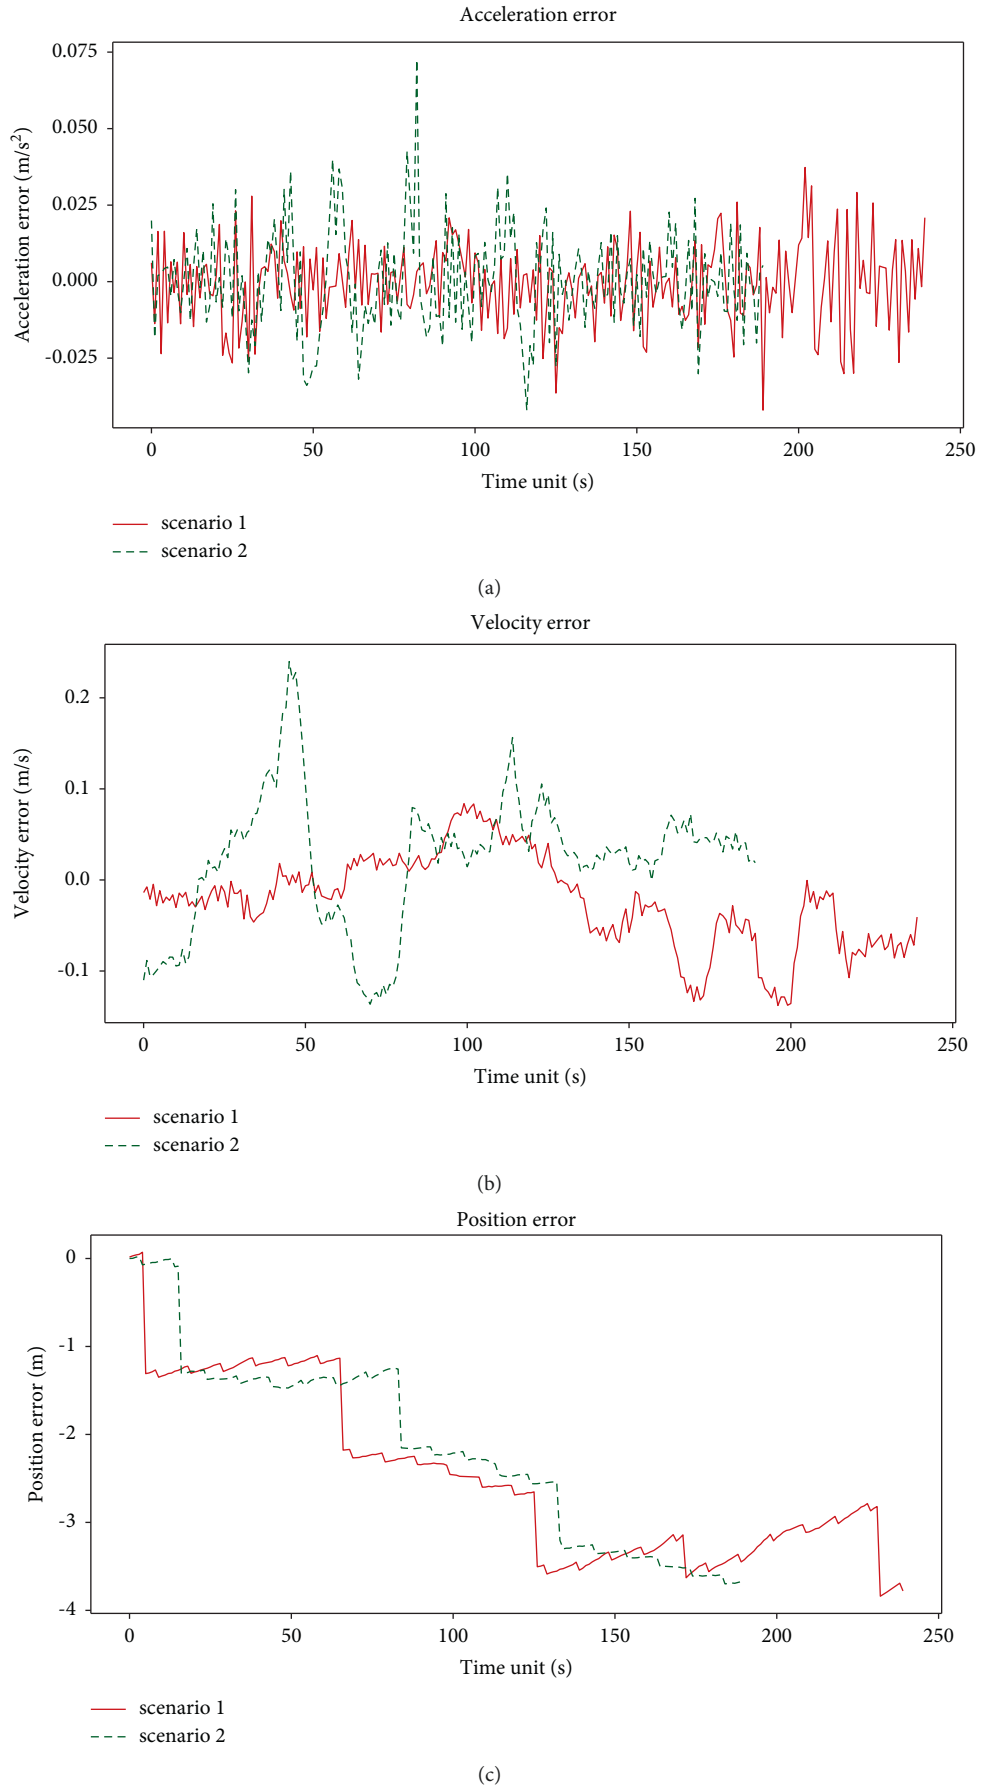 Acceleration error
0.075
0.050
0.025
0.000
-0.025
Acceleration error (m/s²)
0 50 100 150 200 250
Time unit (s)
scenario 1
scenario 2
(a)
Velocity error
0.2
0.1
0.0
-0.1
Velocity error (m/s)
0 50 100 150 200 250
Time unit (s)
scenario 1
scenario 2
(b)
Position error
0
-1
-2
-3
-4
Position error (m)
0 50 100 150 200 250
Time unit (s)
scenario 1
scenario 2
(c)